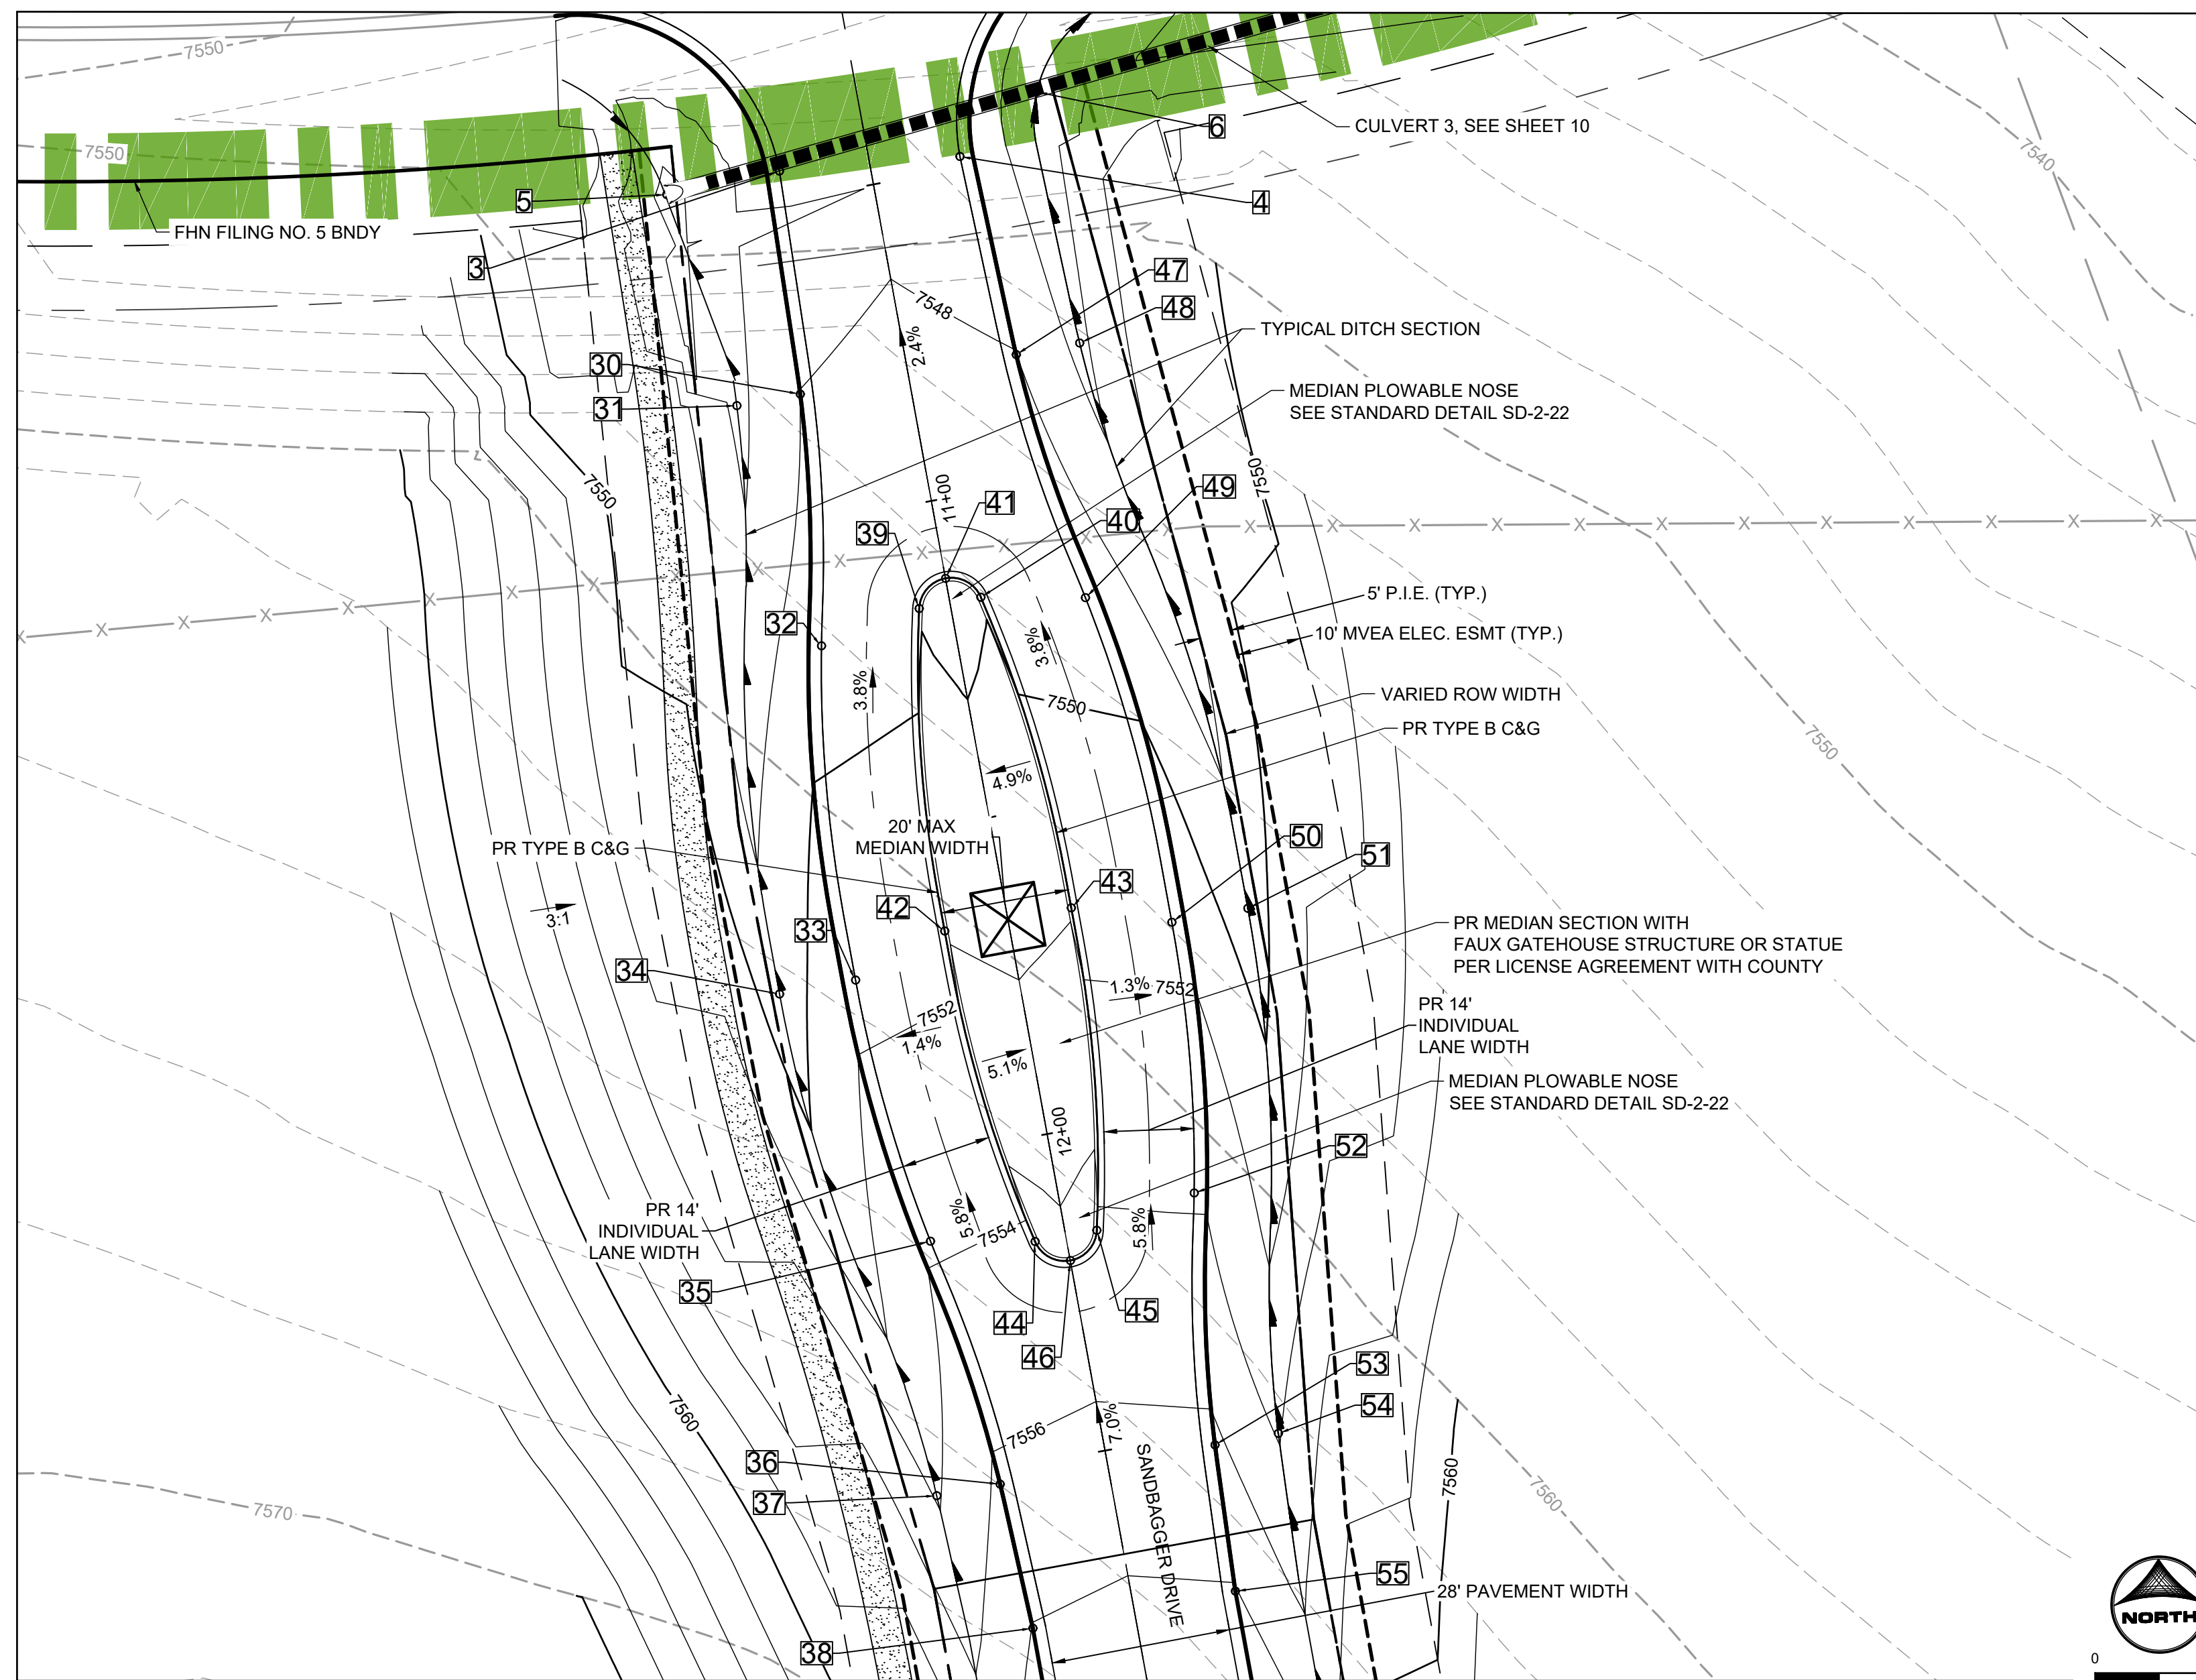 7550
7550
FHN FILING NO. 5 BNDY
5
3
6
CULVERT 3, SEE SHEET 10
4
7540
47
48
7548
2.4%
TYPICAL DITCH SECTION
30
31
MEDIAN PLOWABLE NOSE
SEE STANDARD DETAIL SD-2-22
7550
7550
11+00
41
49
39
40
X X X X X X X X X X X X X X X X X X X X X X X X X X X
5' P.I.E. (TYP.)
32
10' MVEA ELEC. ESMT (TYP.)
3.8%
3.8%
VARIED ROW WIDTH
7550
PR TYPE B C&G
7550
4.9%
20' MAX
MEDIAN WIDTH
PR TYPE B C&G
50
51
43
42
3:1
33
PR MEDIAN SECTION WITH
FAUX GATEHOUSE STRUCTURE OR STATUE
PER LICENSE AGREEMENT WITH COUNTY
34
1.3%
7552
7552
1.4%
5.1%
PR 14'
INDIVIDUAL
LANE WIDTH
MEDIAN PLOWABLE NOSE
SEE STANDARD DETAIL SD-2-22
12+00
52
PR 14'
INDIVIDUAL
LANE WIDTH
5.8%
7554
5.8%
35
44
45
46
53
54
7560
7556
7.0%
36
37
SANDBAGGER DRIVE
7560
7560
7570
55
28' PAVEMENT WIDTH
38
NORTH
0